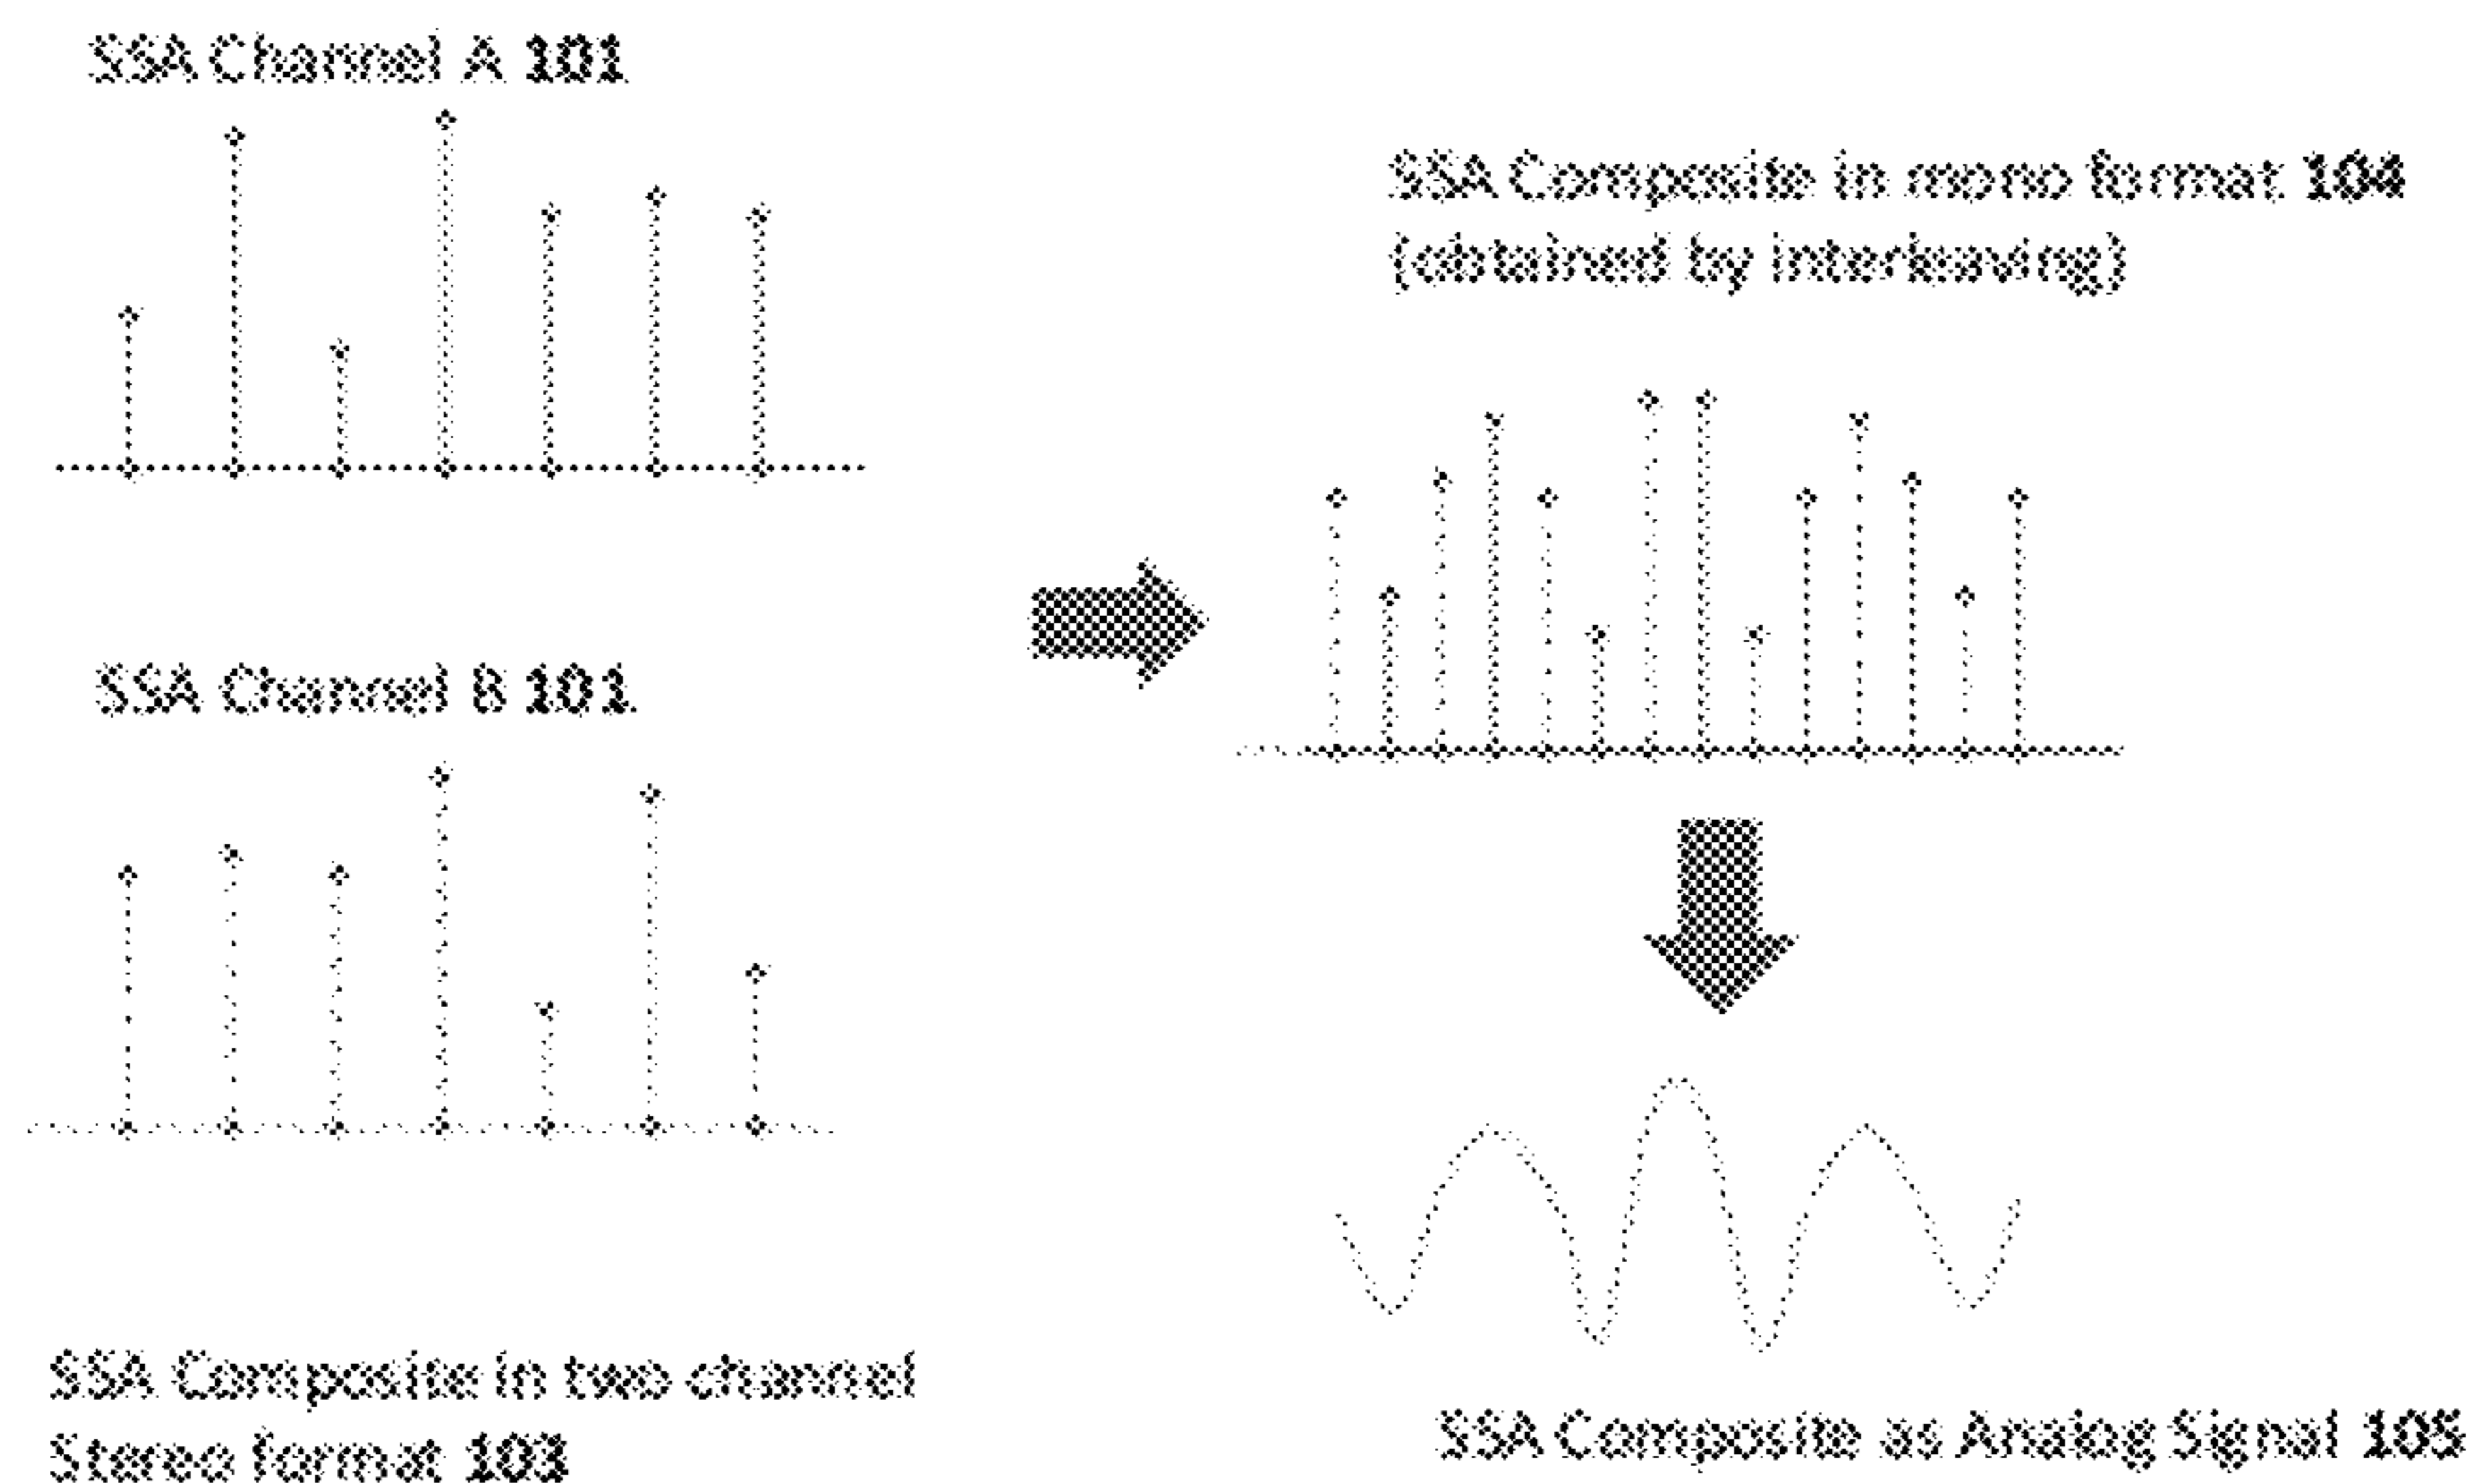 SSA Channel A 101
SSA Channel B 101
SSA Composite in two channel
Stereo format 103
SSA Composite in mono format 104
(obtained by interleaving)
SSA Composite as Analog Signal 105